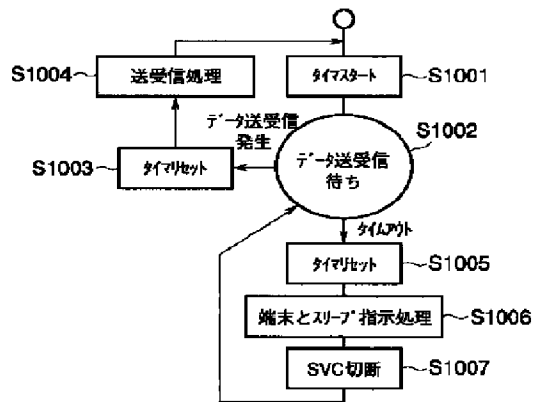 S1004
送受信処理
ﾀｲﾏｽﾀｰﾄ
S1001
ﾃﾞｰﾀ送受信
発生
S1002
S1003
ﾀｲﾏﾘｾｯﾄ
ﾃﾞｰﾀ送受信
待ち
ﾀｲﾑｱｳﾄ
ﾀｲﾏﾘｾｯﾄ
S1005
端末とｽﾘｰﾌﾟ指示処理
S1006
SVC切断
S1007